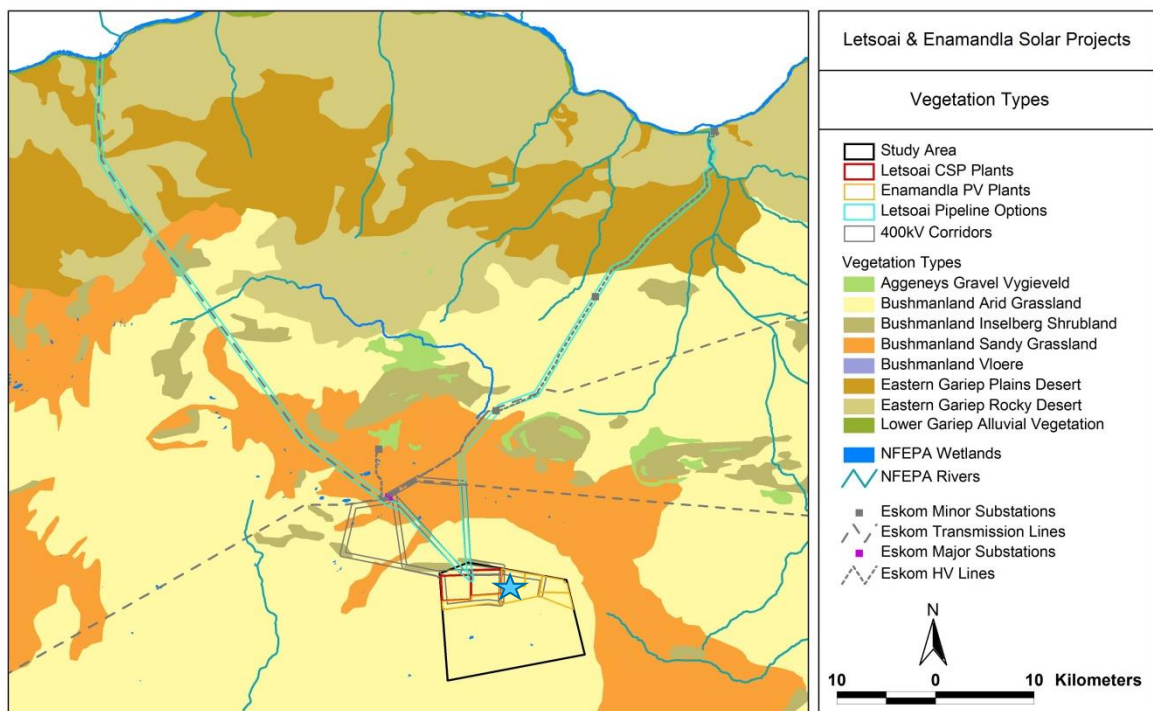 Letsoai & Enamandla Solar Projects
Vegetation Types
Study Area
Letsoai CSP Plants
Enamandla PV Plants
Letsoai Pipeline Options
400kV Corridors
Vegetation Types
Aggeneys Gravel Vygieveld
Bushmanland Arid Grassland
Bushmanland Inselberg Shrubland
Bushmanland Sandy Grassland
Bushmanland Vloere
Eastern Gariep Plains Desert
Eastern Gariep Rocky Desert
Lower Gariep Alluvial Vegetation
NFEPA Wetlands
NFEPA Rivers
Eskom Minor Substations
Eskom Transmission Lines
Eskom Major Substations
Eskom HV Lines
N
10 0 10 Kilometers